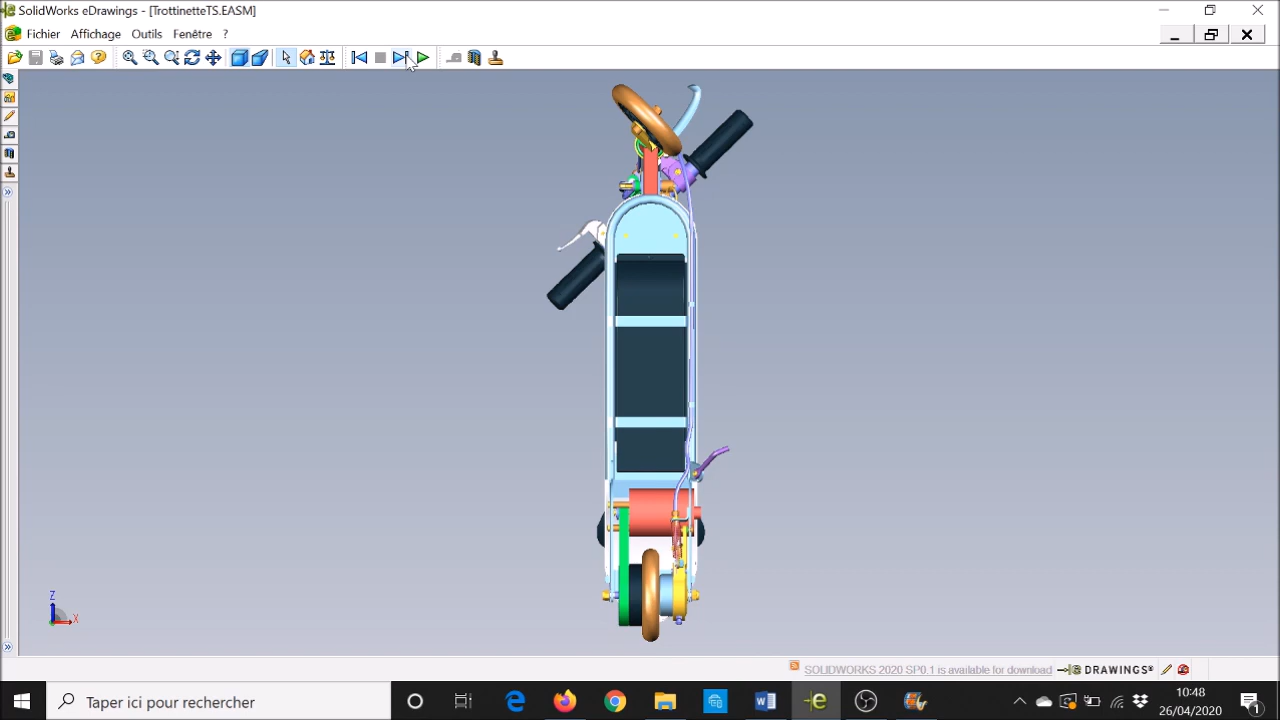 SolidWorks eDrawings - [TrottinetteTS.EASM]
Fichier Affichage Outils Fenêtre ?
Z
X
SOLIDWORKS 2020 SP0.1 is available for download
DRAWINGS®
Taper ici pour rechercher
10:48
26/04/2020
1